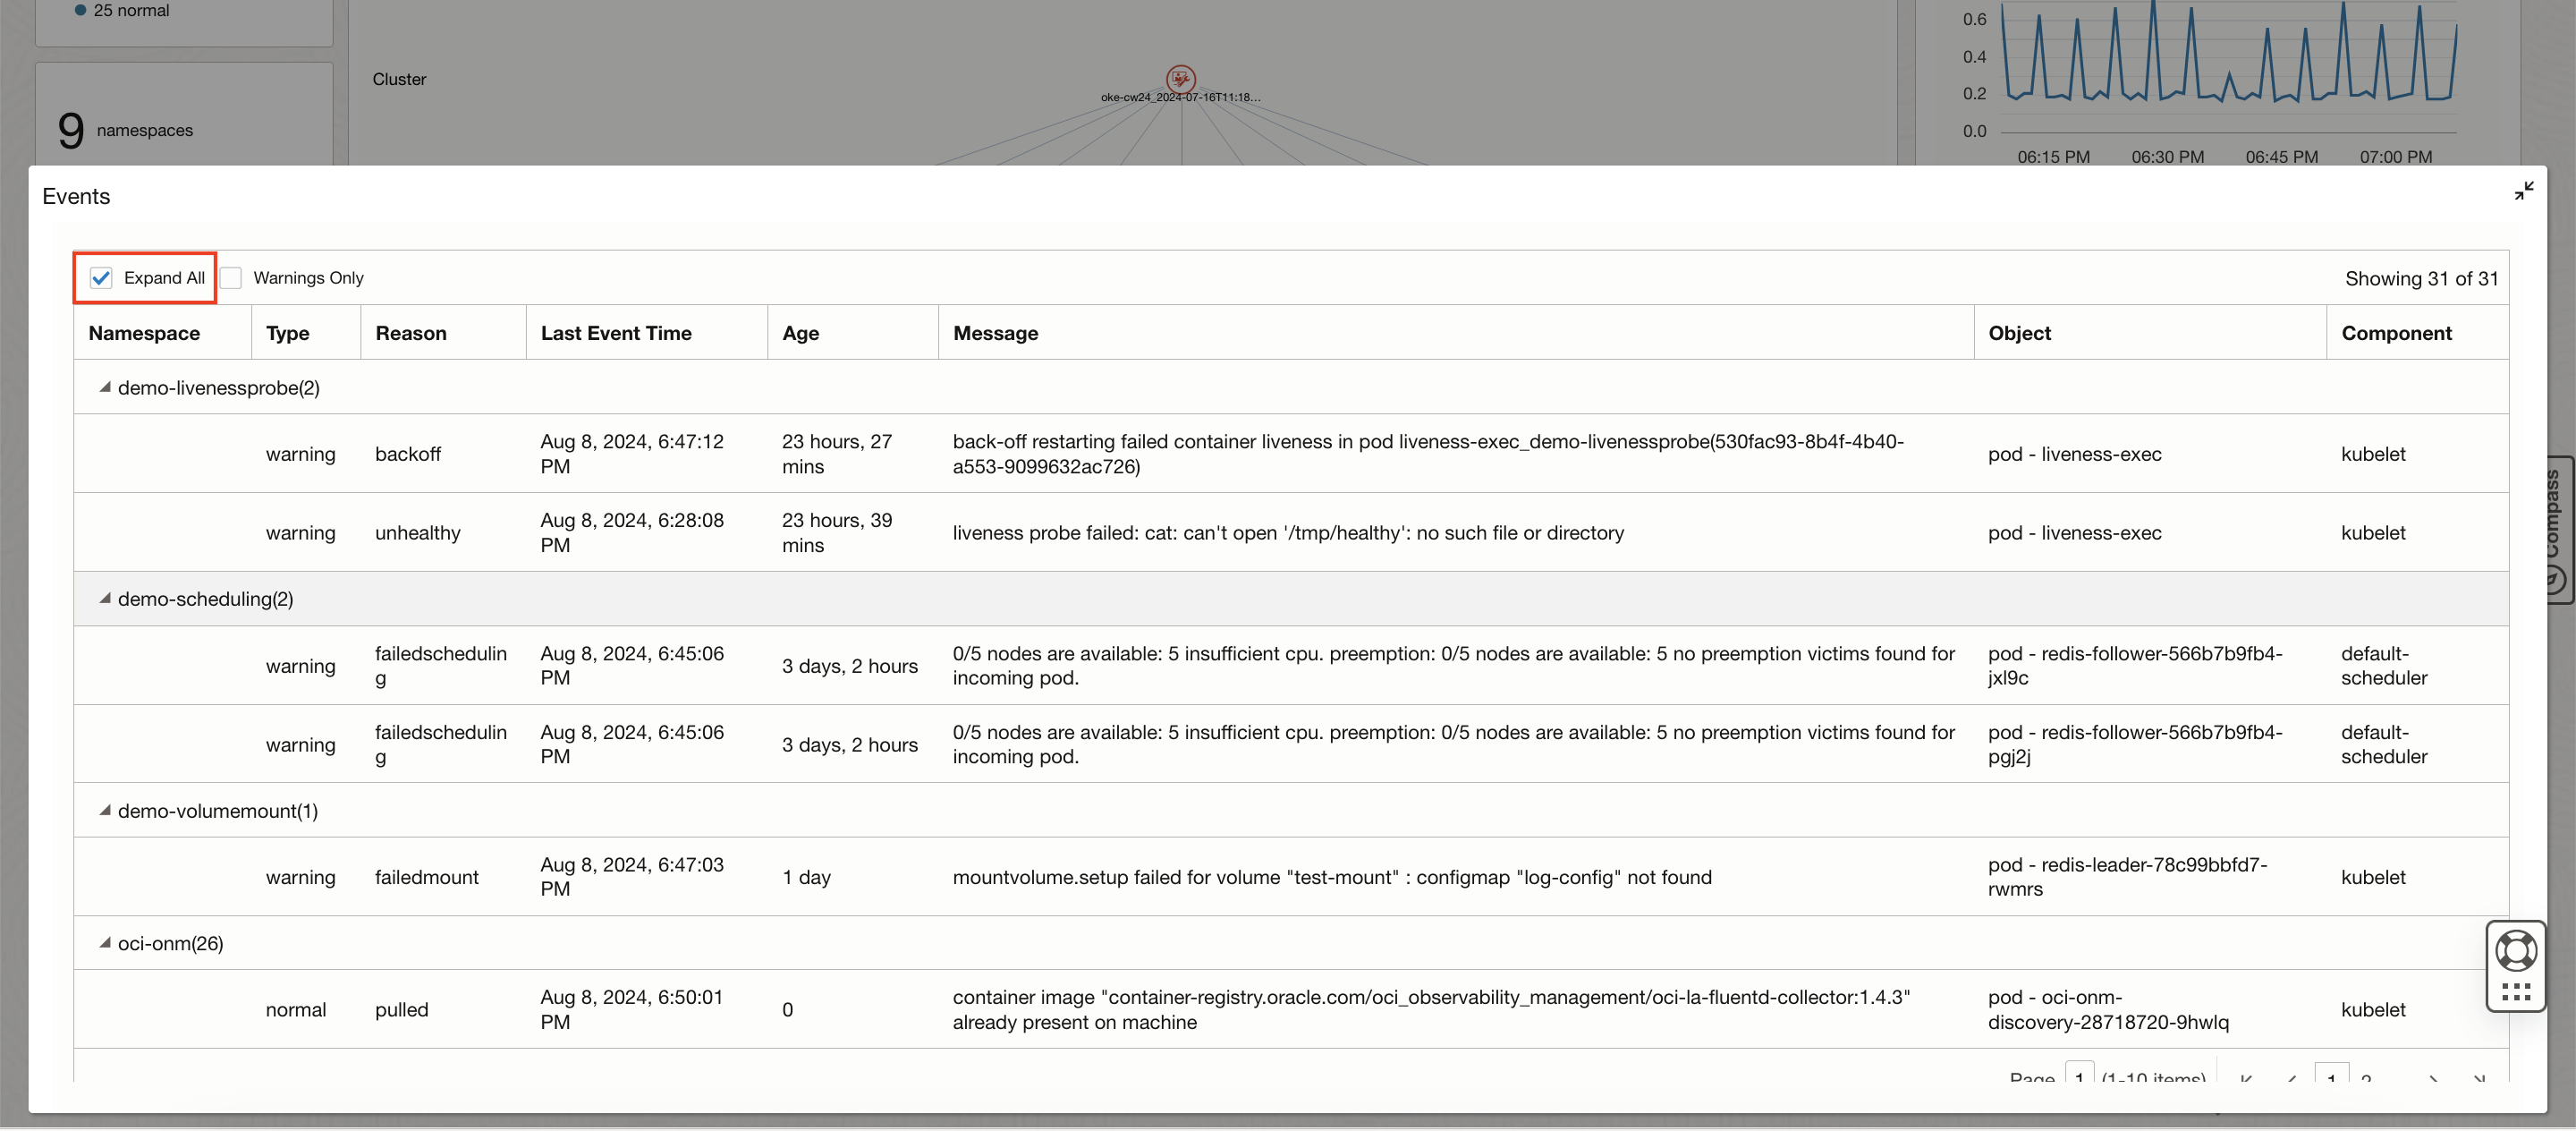 25 normal
9 namespaces
Cluster
oke-cw24_2024-07-16T11:18...
0.6
0.4
0.2
0.0
06:15 PM 06:30 PM 06:45 PM 07:00 PM
Events
Expand All Warnings Only Showing 31 of 31
Namespace Type Reason Last Event Time Age Message Object Component
demo-livenessprobe(2)
warning backoff Aug 8, 2024, 6:47:12 PM 23 hours, 27 mins back-off restarting failed container liveness in pod liveness-exec_demo-livenessprobe(530fac93-8b4f-4b40-a553-9099632ac726) pod - liveness-exec kubelet
warning unhealthy Aug 8, 2024, 6:28:08 PM 23 hours, 39 mins liveness probe failed: cat: can't open '/tmp/healthy': no such file or directory pod - liveness-exec kubelet
demo-scheduling(2)
warning failedscheduling Aug 8, 2024, 6:45:06 PM 3 days, 2 hours 0/5 nodes are available: 5 insufficient cpu. preemption: 0/5 nodes are available: 5 no preemption victims found for incoming pod. pod - redis-follower-566b7b9fb4-jxl9c default-scheduler
warning failedscheduling Aug 8, 2024, 6:45:06 PM 3 days, 2 hours 0/5 nodes are available: 5 insufficient cpu. preemption: 0/5 nodes are available: 5 no preemption victims found for incoming pod. pod - redis-follower-566b7b9fb4-pgj2j default-scheduler
demo-volumemount(1)
warning failedmount Aug 8, 2024, 6:47:03 PM 1 day mountvolume.setup failed for volume "test-mount" : configmap "log-config" not found pod - redis-leader-78c99bbfd7-rwmrs kubelet
oci-onm(26)
normal pulled Aug 8, 2024, 6:50:01 PM 0 container image "container-registry.oracle.com/oci_observability_management/oci-la-fluentd-collector:1.4.3" already present on machine pod - oci-onm-discovery-28718720-9hwlq kubelet
Page 1 (1-10 items) 1 2
Compass